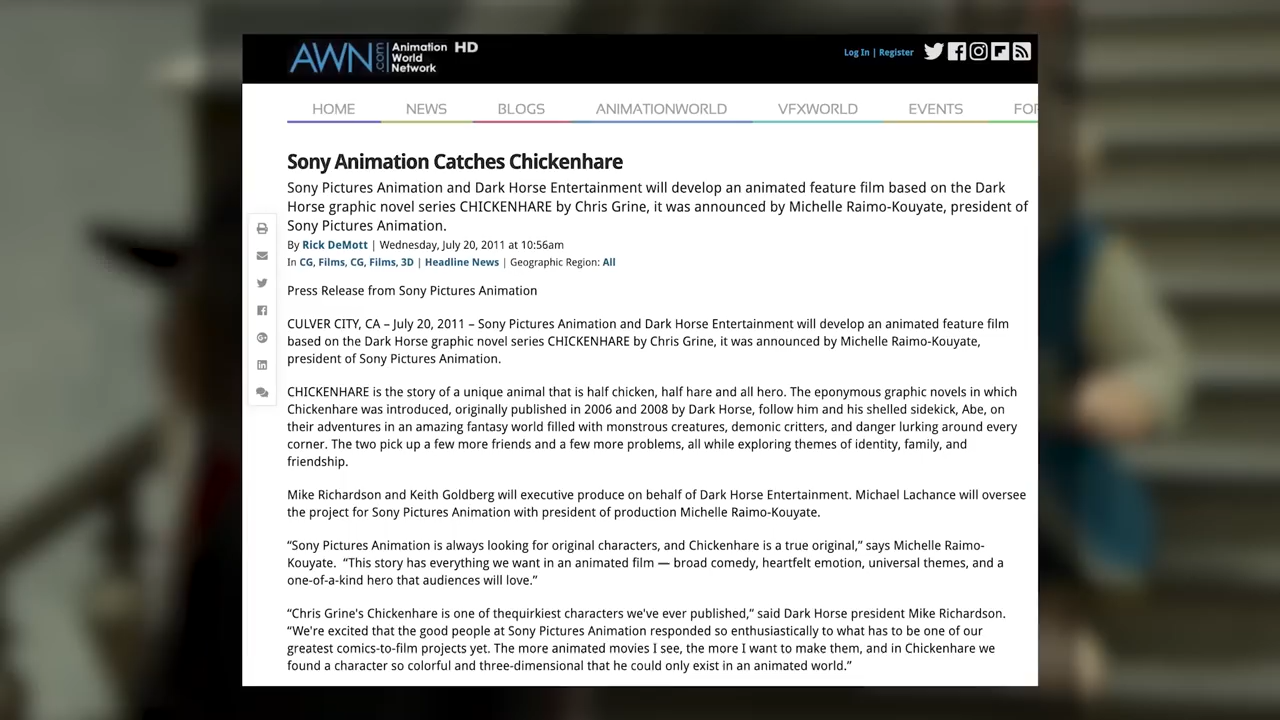 AWN.com Animation World Network HD
Log In | Register
HOME NEWS BLOGS ANIMATIONWORLD VFXWORLD EVENTS FOR
Sony Animation Catches Chickenhare
Sony Pictures Animation and Dark Horse Entertainment will develop an animated feature film based on the Dark
Horse graphic novel series CHICKENHARE by Chris Grine, it was announced by Michelle Raimo-Kouyate, president of
Sony Pictures Animation.
By Rick DeMott | Wednesday, July 20, 2011 at 10:56am
In CG, Films, CG, Films, 3D | Headline News | Geographic Region: All
Press Release from Sony Pictures Animation
CULVER CITY, CA – July 20, 2011 – Sony Pictures Animation and Dark Horse Entertainment will develop an animated feature film
based on the Dark Horse graphic novel series CHICKENHARE by Chris Grine, it was announced by Michelle Raimo-Kouyate,
president of Sony Pictures Animation.
CHICKENHARE is the story of a unique animal that is half chicken, half hare and all hero. The eponymous graphic novels in which
Chickenhare was introduced, originally published in 2006 and 2008 by Dark Horse, follow him and his shelled sidekick, Abe, on
their adventures in an amazing fantasy world filled with monstrous creatures, demonic critters, and danger lurking around every
corner. The two pick up a few more friends and a few more problems, all while exploring themes of identity, family, and
friendship.
Mike Richardson and Keith Goldberg will executive produce on behalf of Dark Horse Entertainment. Michael Lachance will oversee
the project for Sony Pictures Animation with president of production Michelle Raimo-Kouyate.
“Sony Pictures Animation is always looking for original characters, and Chickenhare is a true original,” says Michelle Raimo-
Kouyate. “This story has everything we want in an animated film — broad comedy, heartfelt emotion, universal themes, and a
one-of-a-kind hero that audiences will love.”
“Chris Grine's Chickenhare is one of thequirkiest characters we've ever published,” said Dark Horse president Mike Richardson.
“We're excited that the good people at Sony Pictures Animation responded so enthusiastically to what has to be one of our
greatest comics-to-film projects yet. The more animated movies I see, the more I want to make them, and in Chickenhare we
found a character so colorful and three-dimensional that he could only exist in an animated world.”